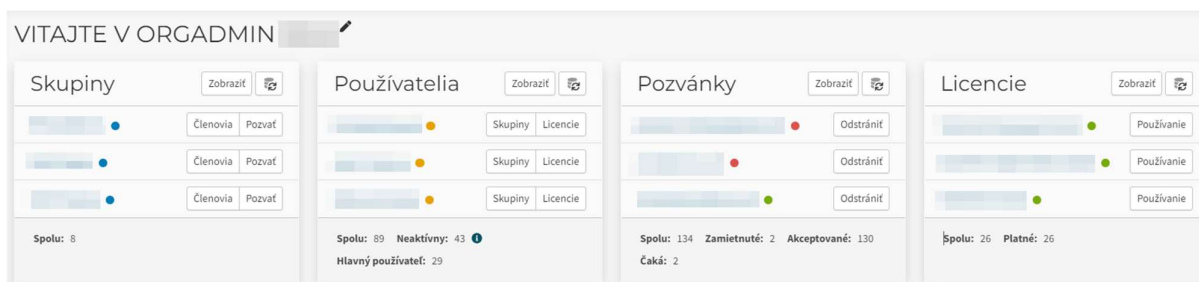 VITAJTE V ORGADMIN
Skupiny Zobraziť
Členovia Pozvať
Členovia Pozvať
Členovia Pozvať
Spolu: 8
Používatelia Zobraziť
Skupiny Licencie
Skupiny Licencie
Skupiny Licencie
Spolu: 89 Neaktívny: 43
Hlavný používateľ: 29
Pozvánky Zobraziť
Odstrániť
Odstrániť
Odstrániť
Spolu: 134 Zamietnuté: 2 Akceptované: 130
Čaká: 2
Licencie Zobraziť
Používanie
Používanie
Používanie
Spolu: 26 Platné: 26